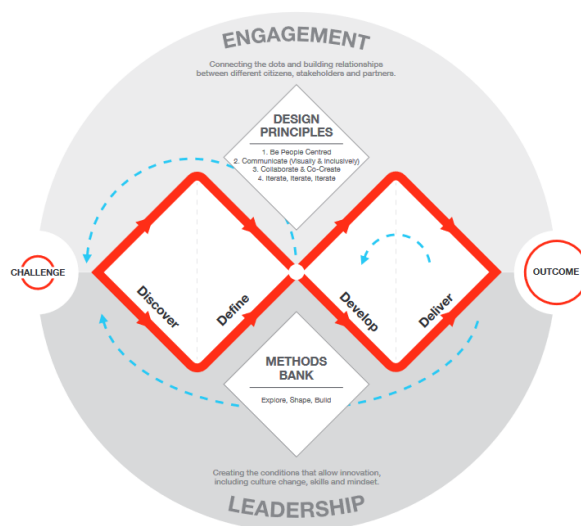 ENGAGEMENT
Connecting the dots and building relationships
between different citizens, stakeholders and partners.
DESIGN
PRINCIPLES
1. Be People Centred
2. Communicate (Visually & Inclusively)
3. Collaborate & Co-Create
4. Iterate, Iterate, Iterate
CHALLENGE
OUTCOME
Discover
Define
Develop
Deliver
METHODS
BANK
Explore, Shape, Build
Creating the conditions that allow innovation,
including culture change, skills and mindset.
LEADERSHIP